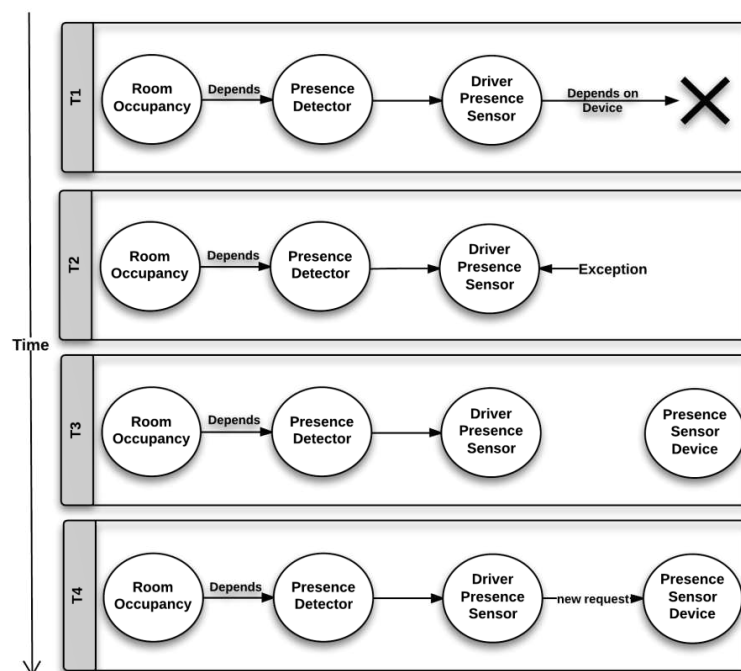 T1
Room
Occupancy
Depends
Presence
Detector
Driver
Presence
Sensor
Depends on
Device
T2
Room
Occupancy
Depends
Presence
Detector
Driver
Presence
Sensor
Exception
Time
T3
Room
Occupancy
Depends
Presence
Detector
Driver
Presence
Sensor
Presence
Sensor
Device
T4
Room
Occupancy
Depends
Presence
Detector
Driver
Presence
Sensor
new request
Presence
Sensor
Device